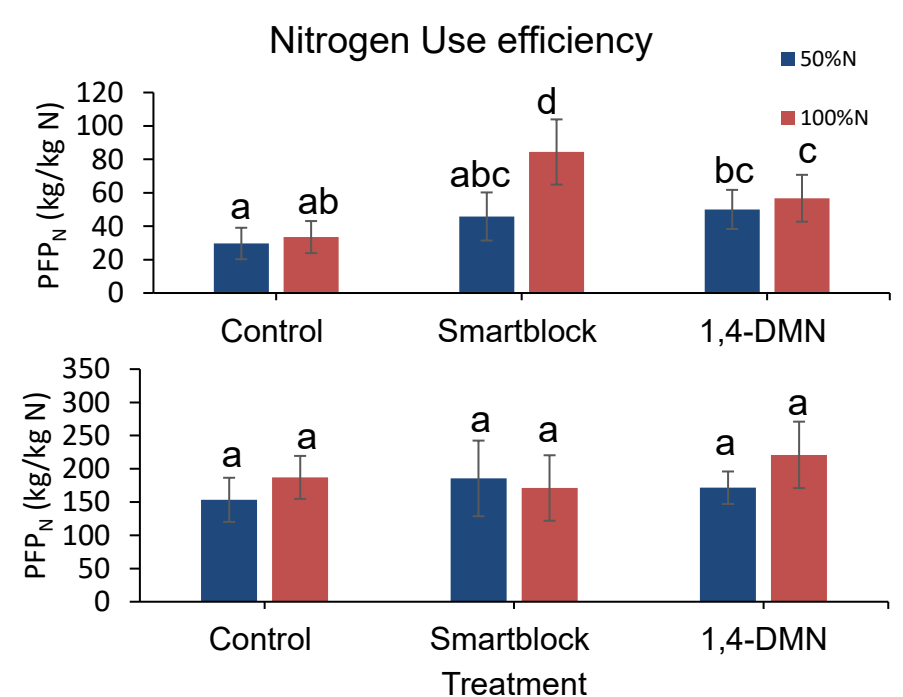 Nitrogen Use efficiency
50%N
100%N
PFP_N (kg/kg N)
120
100
80
60
40
20
0
a
ab
abc
d
bc
c
Control Smartblock 1,4-DMN
PFP_N (kg/kg N)
350
300
250
200
150
100
50
0
a
a
a
a
a
a
Control Smartblock 1,4-DMN
Treatment